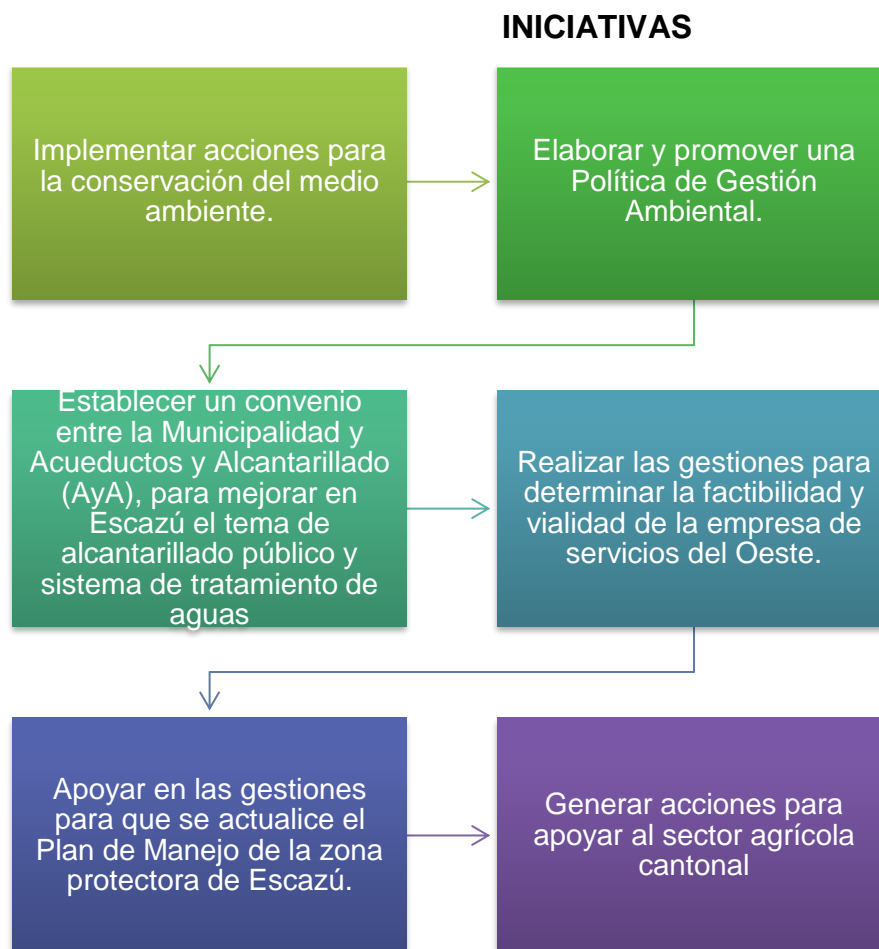 INICIATIVAS
Implementar acciones para
la conservación del medio
ambiente.
Elaborar y promover una
Política de Gestión
Ambiental.
Establecer un convenio
entre la Municipalidad y
Acueductos y Alcantarillado
(AyA), para mejorar en
Escazú el tema de
alcantarillado público y
sistema de tratamiento de
aguas
Realizar las gestiones para
determinar la factibilidad y
vialidad de la empresa de
servicios del Oeste.
Apoyar en las gestiones
para que se actualice el
Plan de Manejo de la zona
protectora de Escazú.
Generar acciones para
apoyar al sector agrícola
cantonal